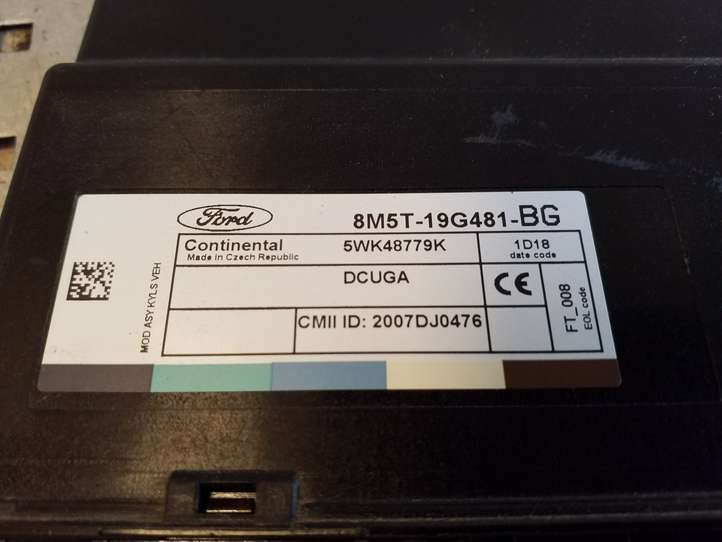 Ford
8M5T-19G481-BG
Continental 5WK48779K 1D18
Made in Czech Republic date code
DCUGA
CE
CMII ID: 2007DJ0476
MOD ASY KYLS VEH
FT_008
EOL code